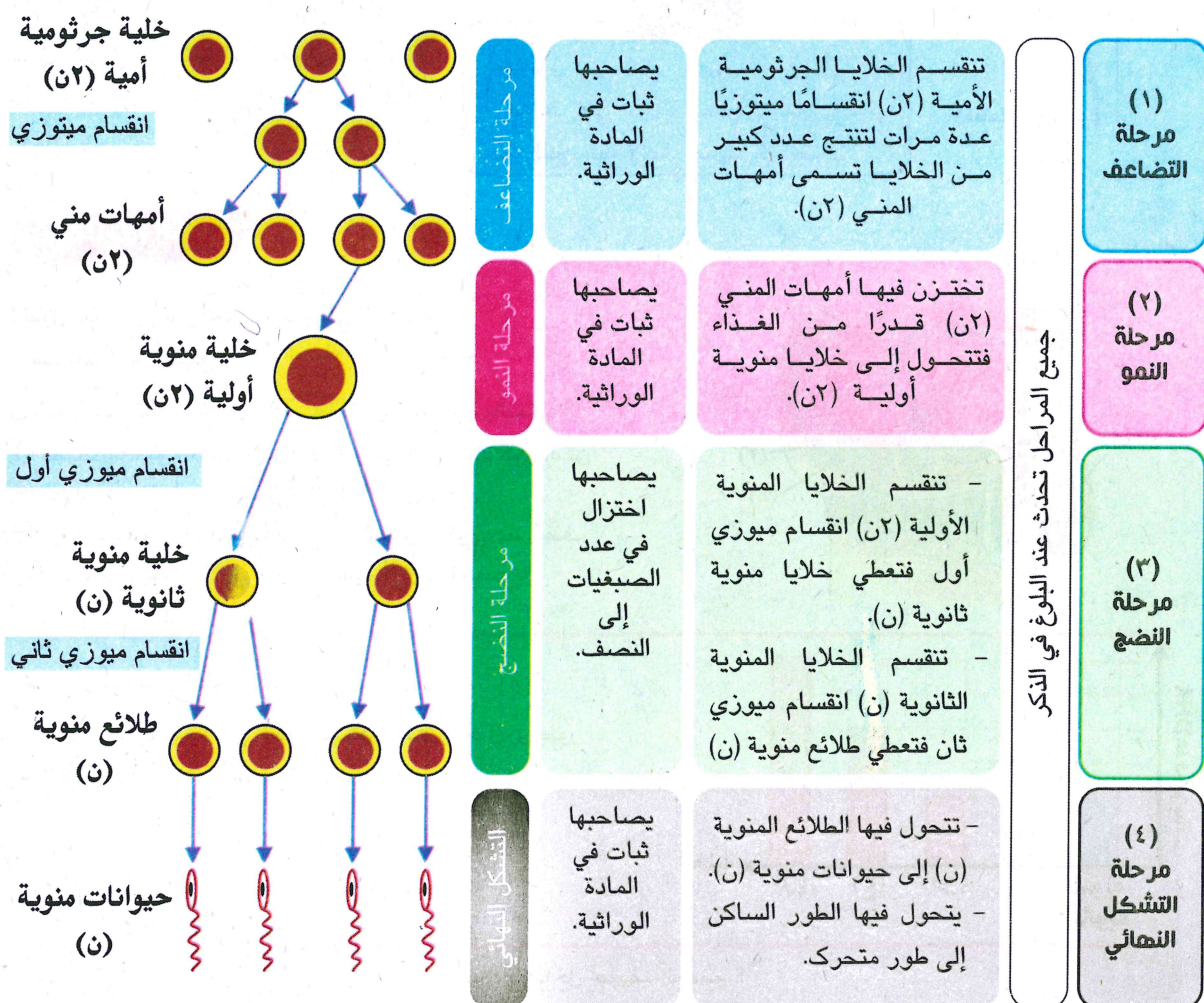 (١)
مرحلة
التضاعف
جميع المراحل تحدث عند البلوغ في الذكر
تنقسم الخلايا الجرثومية
الأمية (٢ن) انقسامًا ميتوزيًا
عدة مرات لتنتج عدد كبير
من الخلايا تسمى أمهات
المني (٢ن).
يصاحبها
ثبات في
المادة
الوراثية.
مرحلة التضاعف
خلية جرثومية
أمية (٢ن)
انقسام ميتوزي
أمهات مني
(٢ن)
(٢)
مرحلة
النمو
تختزن فيها أمهات المني
(٢ن) قدرًا من الغذاء
فتتحول إلى خلايا منوية
أولية (٢ن).
يصاحبها
ثبات في
المادة
الوراثية.
مرحلة النمو
خلية منوية
أولية (٢ن)
(٣)
مرحلة
النضج
- تنقسم الخلايا المنوية
الأولية (٢ن) انقسام ميوزي
أول فتعطي خلايا منوية
ثانوية (ن).
- تنقسم الخلايا المنوية
الثانوية (ن) انقسام ميوزي
ثان فتعطي طلائع منوية (ن)
يصاحبها
اختزال
في عدد
الصبغيات
إلى
النصف.
مرحلة النضج
انقسام ميوزي أول
خلية منوية
ثانوية (ن)
انقسام ميوزي ثاني
طلائع منوية
(ن)
(٤)
مرحلة
التشكل
النهائي
- تتحول فيها الطلائع المنوية
(ن) إلى حيوانات منوية (ن).
- يتحول فيها الطور الساكن
إلى طور متحرك.
يصاحبها
ثبات في
المادة
الوراثية.
التشكل النهائي
حيوانات منوية
(ن)